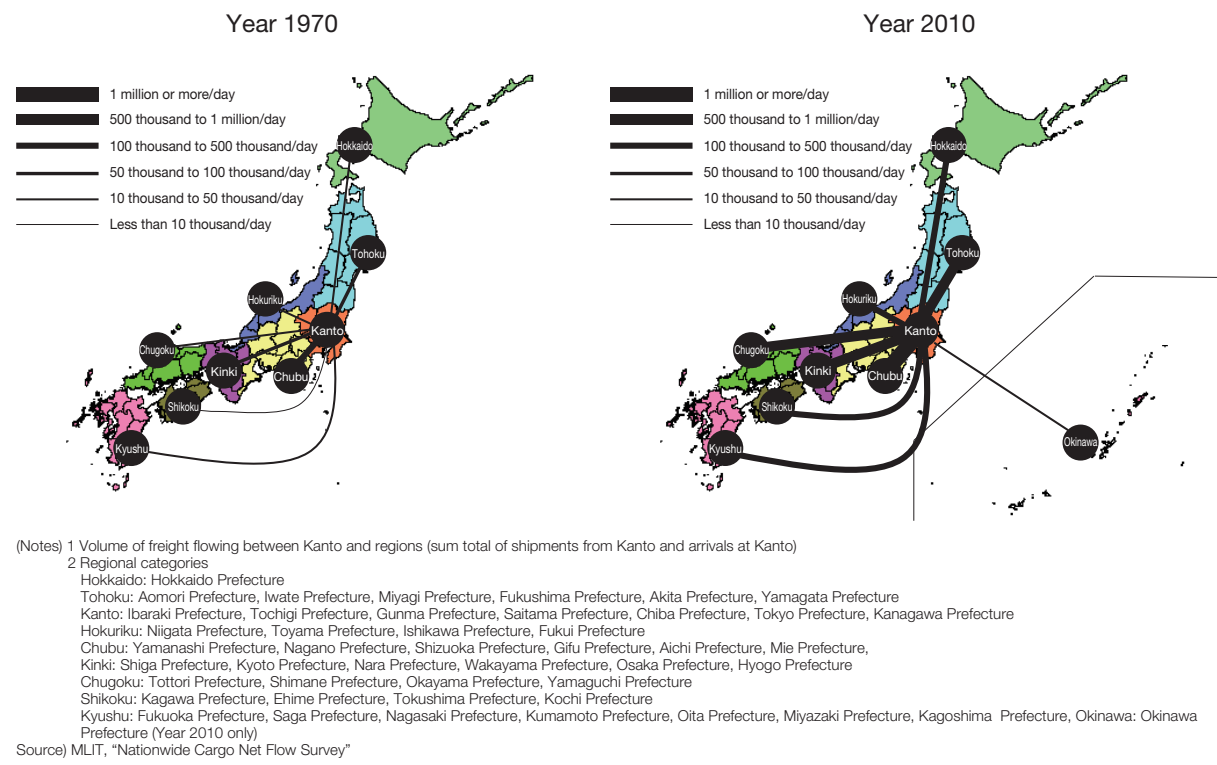 Year 1970
1 million or more/day
500 thousand to 1 million/day
100 thousand to 500 thousand/day
50 thousand to 100 thousand/day
10 thousand to 50 thousand/day
Less than 10 thousand/day
Hokkaido
Tohoku
Hokuriku
Kanto
Chugoku
Kinki
Chubu
Shikoku
Kyushu
Year 2010
1 million or more/day
500 thousand to 1 million/day
100 thousand to 500 thousand/day
50 thousand to 100 thousand/day
10 thousand to 50 thousand/day
Less than 10 thousand/day
Hokkaido
Tohoku
Hokuriku
Kanto
Chugoku
Kinki
Chubu
Shikoku
Okinawa
Kyushu
(Notes) 1 Volume of freight flowing between Kanto and regions (sum total of shipments from Kanto and arrivals at Kanto)
2 Regional categories
Hokkaido: Hokkaido Prefecture
Tohoku: Aomori Prefecture, Iwate Prefecture, Miyagi Prefecture, Fukushima Prefecture, Akita Prefecture, Yamagata Prefecture
Kanto: Ibaraki Prefecture, Tochigi Prefecture, Gunma Prefecture, Saitama Prefecture, Chiba Prefecture, Tokyo Prefecture, Kanagawa Prefecture
Hokuriku: Niigata Prefecture, Toyama Prefecture, Ishikawa Prefecture, Fukui Prefecture
Chubu: Yamanashi Prefecture, Nagano Prefecture, Shizuoka Prefecture, Gifu Prefecture, Aichi Prefecture, Mie Prefecture,
Kinki: Shiga Prefecture, Kyoto Prefecture, Nara Prefecture, Wakayama Prefecture, Osaka Prefecture, Hyogo Prefecture
Chugoku: Tottori Prefecture, Shimane Prefecture, Okayama Prefecture, Yamaguchi Prefecture
Shikoku: Kagawa Prefecture, Ehime Prefecture, Tokushima Prefecture, Kochi Prefecture
Kyushu: Fukuoka Prefecture, Saga Prefecture, Nagasaki Prefecture, Kumamoto Prefecture, Oita Prefecture, Miyazaki Prefecture, Kagoshima Prefecture, Okinawa: Okinawa
Prefecture (Year 2010 only)
Source) MLIT, “Nationwide Cargo Net Flow Survey”